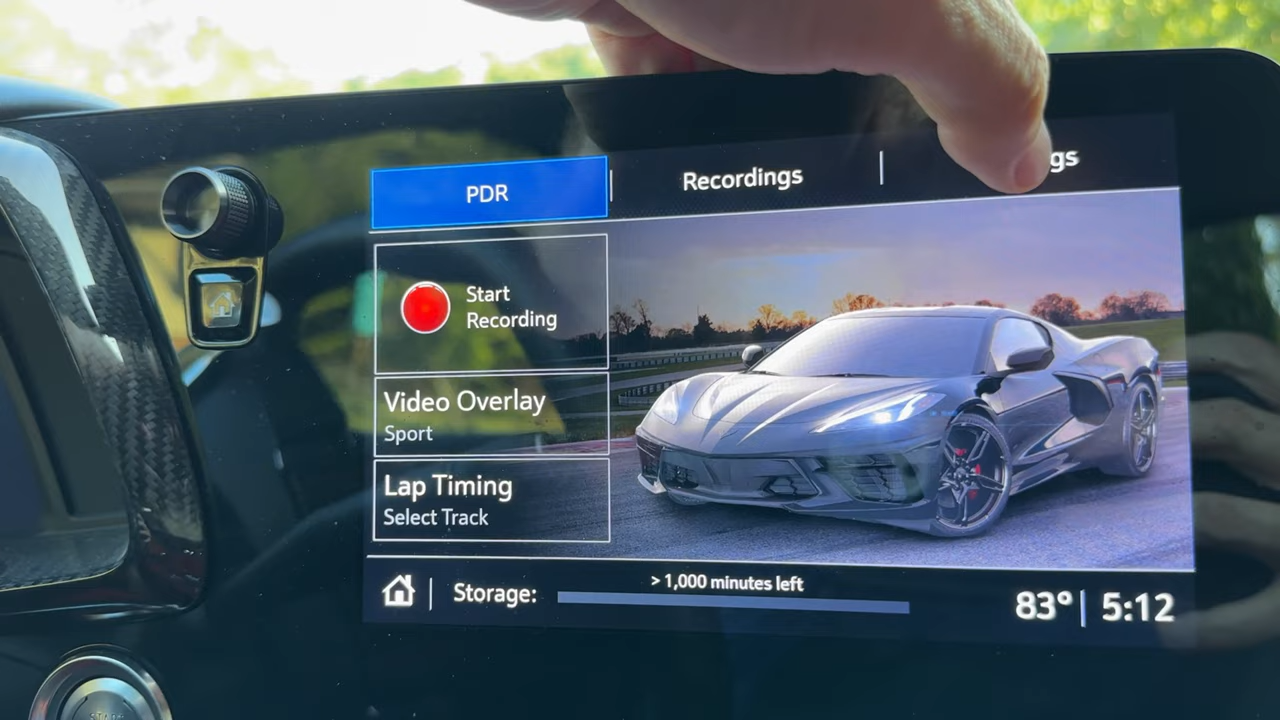 PDR
Recordings
gs
Start
Recording
Video Overlay
Sport
Lap Timing
Select Track
Storage:
> 1,000 minutes left
83° 5:12